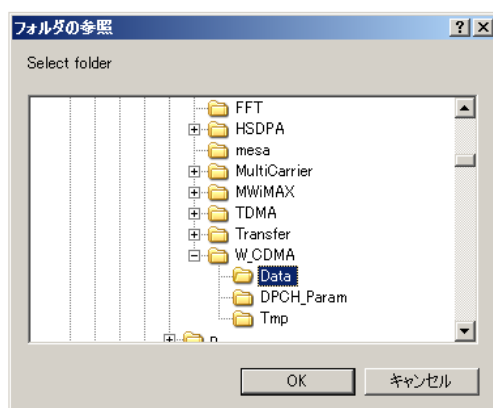 フォルダの参照
Select folder
FFT
HSDPA
mesa
MultiCarrier
MWiMAX
TDMA
Transfer
W_CDMA
Data
DPCH_Param
Tmp
OK キャンセル